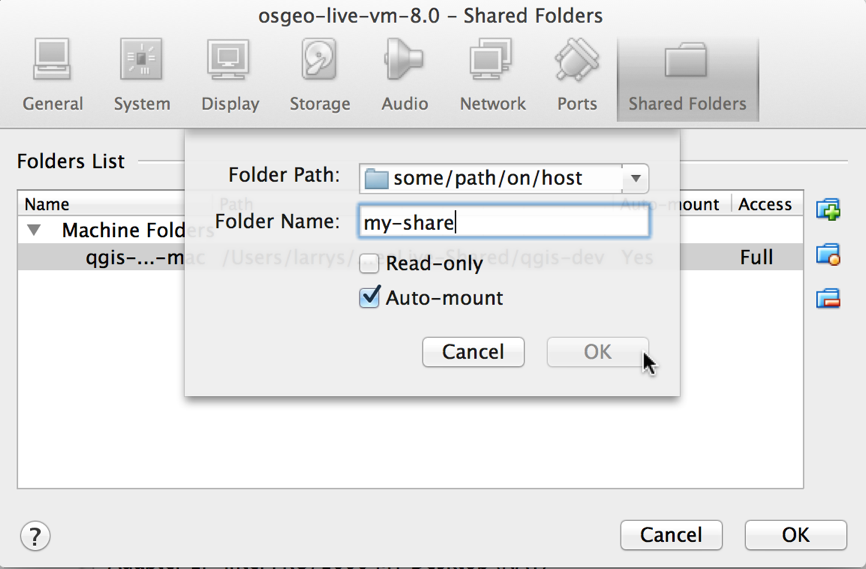 osgeo-live-vm-8.0 – Shared Folders
General System Display Storage Audio Network Ports Shared Folders
Folders List
Folder Path: some/path/on/host
Name Path Auto-mount Access
Folder Name: my-share
Machine Folders
qgis-...-mac /Users/larrys/ Shared/qgis-dev Yes Full
Read-only
Auto-mount
Cancel OK
? Cancel OK